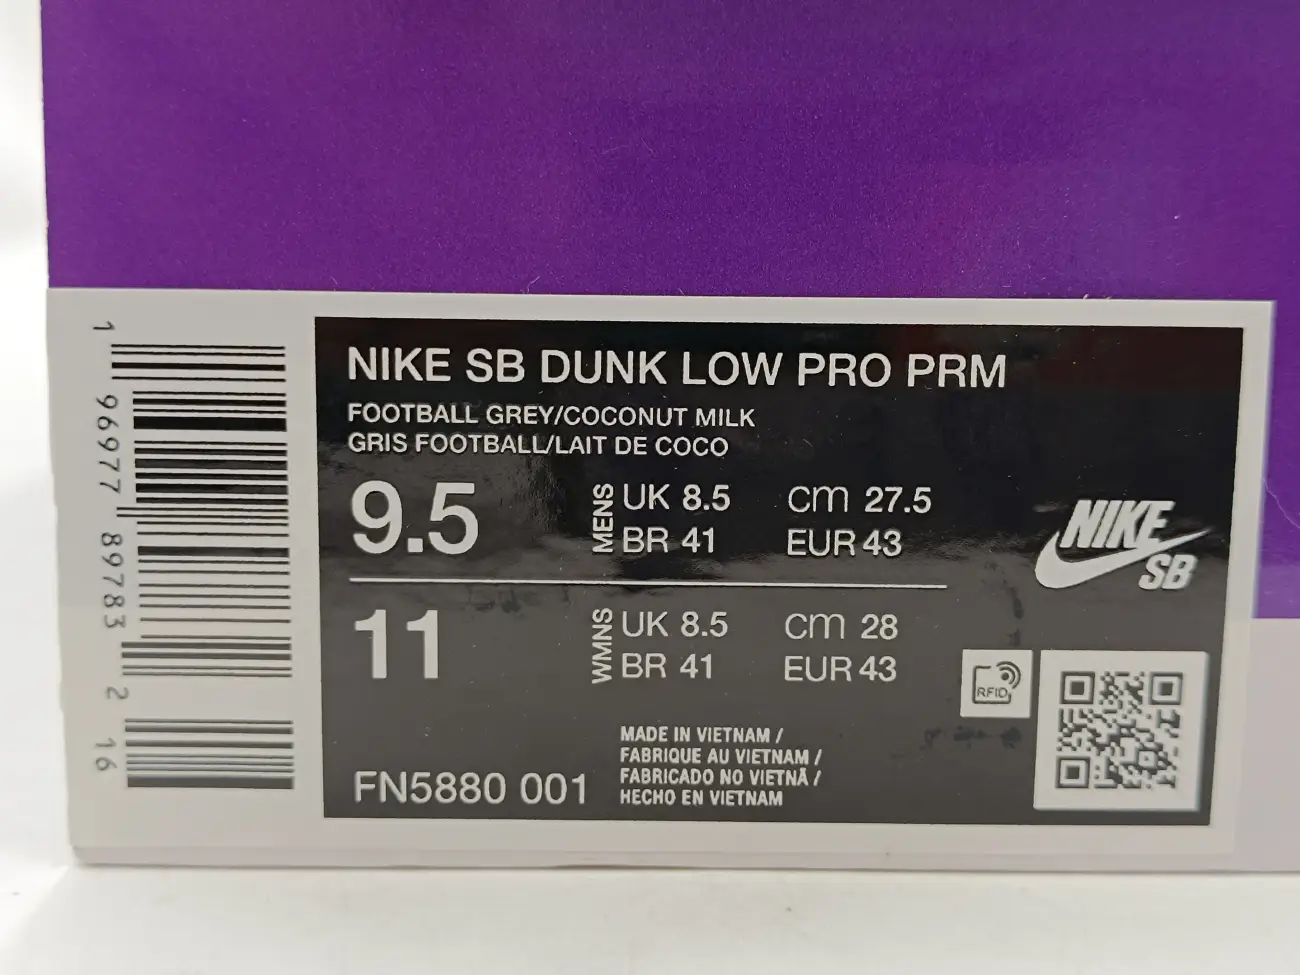 1 96977 89783 2 16
NIKE SB DUNK LOW PRO PRM
FOOTBALL GREY/COCONUT MILK
GRIS FOOTBALL/LAIT DE COCO
9.5 MENS UK 8.5 cm 27.5
BR 41 EUR 43
11 WMNS UK 8.5 cm 28
BR 41 EUR 43
NIKE
SB
RFID
MADE IN VIETNAM /
FABRIQUE AU VIETNAM /
FABRICADO NO VIETNÃ /
HECHO EN VIETNAM
FN5880 001